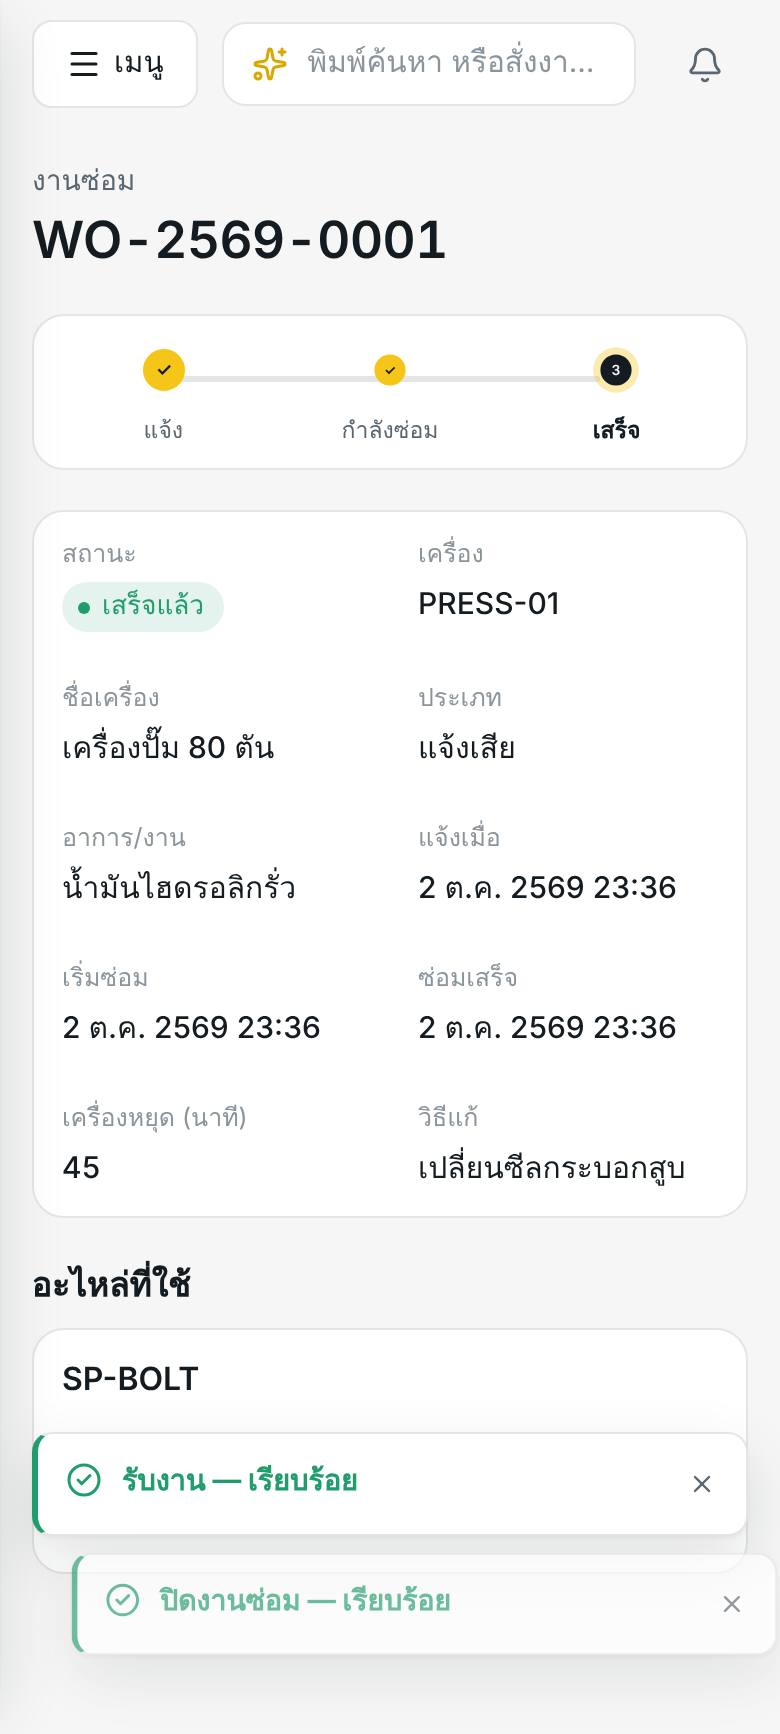 เมนู
พิมพ์ค้นหา หรือสั่งงา...
งานซ่อม
WO-2569-0001
3
แจ้ง กำลังซ่อม เสร็จ
สถานะ เครื่อง
เสร็จแล้ว PRESS-01
ชื่อเครื่อง ประเภท
เครื่องปั๊ม 80 ตัน แจ้งเสีย
อาการ/งาน แจ้งเมื่อ
น้ำมันไฮดรอลิกรั่ว 2 ต.ค. 2569 23:36
เริ่มซ่อม ซ่อมเสร็จ
2 ต.ค. 2569 23:36 2 ต.ค. 2569 23:36
เครื่องหยุด (นาที) วิธีแก้
45 เปลี่ยนซีลกระบอกสูบ
อะไหล่ที่ใช้
SP-BOLT
รับงาน — เรียบร้อย
ปิดงานซ่อม — เรียบร้อย